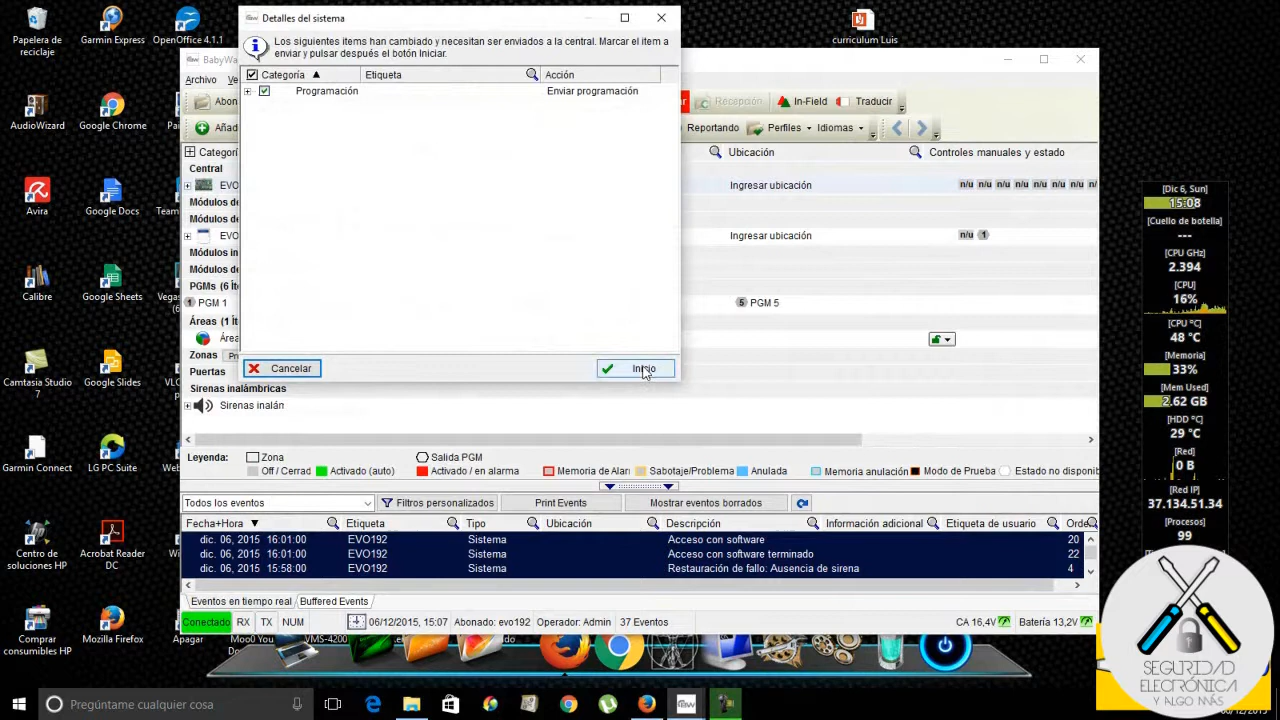 Papelera de reciclaje
Garmin Express
OpenOffice 4.1.1
curriculum Luis
Detalles del sistema
Los siguientes items han cambiado y necesitan ser enviados a la central. Marcar el item a
enviar y pulsar después el botón Iniciar.
Categoría
Etiqueta
Acción
Programación
Enviar programación
Cancelar
Inicio
Archivo
In-Field
Recepción
Traducir
Reportando
Perfiles
Idiomas
Ubicación
Controles manuales y estado
Central
Ingresar ubicación
n/u n/u n/u n/u n/u n/u n/u n/
Ingresar ubicación
n/u 1
PGM 1
5 PGM 5
Zonas
Puertas
Sirenas inalámbricas
Sirenas inalán
Leyenda:
Zona
Salida PGM
Off / Cerrad
Activado (auto)
Activado / en alarma
Memoria de Alarr
Sabotaje/Problema
Anulada
Memoria anulación
Modo de Prueba
Estado no disponib
Todos los eventos
Filtros personalizados
Print Events
Mostrar eventos borrados
Fecha+Hora
Etiqueta
Tipo
Ubicación
Descripción
Información adicional
Etiqueta de usuario
dic. 06, 2015 16:01:00 EVO192 Sistema Acceso con software 20
dic. 06, 2015 16:01:00 EVO192 Sistema Acceso con software terminado 22
dic. 06, 2015 15:58:00 EVO192 Sistema Restauración de fallo: Ausencia de sirena 4
Eventos en tiempo real
Buffered Events
Conectado RX TX NUM 06/12/2015, 15:07 Abonado: evo192 Operador: Admin 37 Eventos CA 16,4V Batería 13,2V
AudioWizard
Google Chrome
Avira
Google Docs
Calibre
Google Sheets
Camtasia Studio 7
Google Slides
Garmin Connect
LG PC Suite
Centro de soluciones HP
Acrobat Reader DC
Comprar consumibles HP
Mozilla Firefox
Apagar
VMS-4200
[Dic 6, Sun]
15:08
[Cuello de botella]
---
[CPU GHz]
2.394
[CPU]
16%
[CPU ºC]
48 °C
[Memoria]
33%
[Mem Used]
2.62 GB
[HDD °C]
29 °C
[Red]
0 B
[Red IP]
37.134.51.34
[Procesos]
99
SEGURIDAD
ELECTRÓNICA
Y ALGO MÁS
Pregúntame cualquier cosa